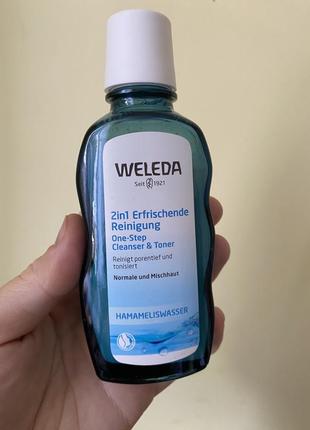 WELEDA
Seit 1921
2in1 Erfrischende
Reinigung
One-Step
Cleanser & Toner
Reinigt porentief und
tonisiert
Normale und Mischhaut
HAMAMELISWASSER